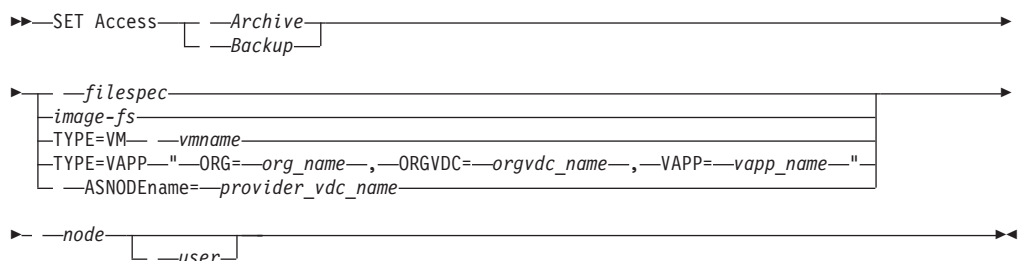 SET Access Archive
Backup
filespec
image-fs
TYPE=VM vmname
TYPE=VAPP " ORG= org_name , ORGVDC= orgvdc_name , VAPP= vapp_name "
ASNODEname= provider_vdc_name
node
user